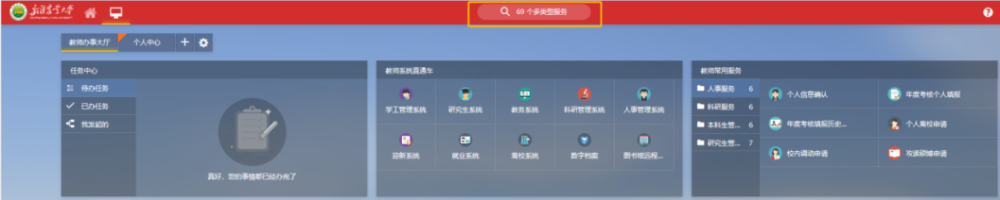 69 个多类型服务
教师办事大厅
个人中心
任务中心
待办任务
已办任务
我发起的
真好，您的事情都已经办完了
教师系统直通车
学工管理系统
研究生系统
教务系统
科研管理系统
人事管理系统
迎新系统
就业系统
离校系统
数字档案
图书馆远程...
教师常用服务
人事服务 6
科研服务 6
本科生管... 6
研究生管... 7
个人信息确认
年度考核个人填报
年度考核填报历史...
个人离校申请
校内调动申请
攻读硕博申请